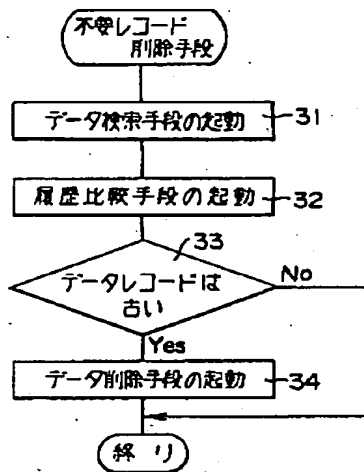 不要レコード
削除手段
データ検索手段の起動
31
履歴比較手段の起動
32
33
データレコードは
古い
No
Yes
データ削除手段の起動
34
終り